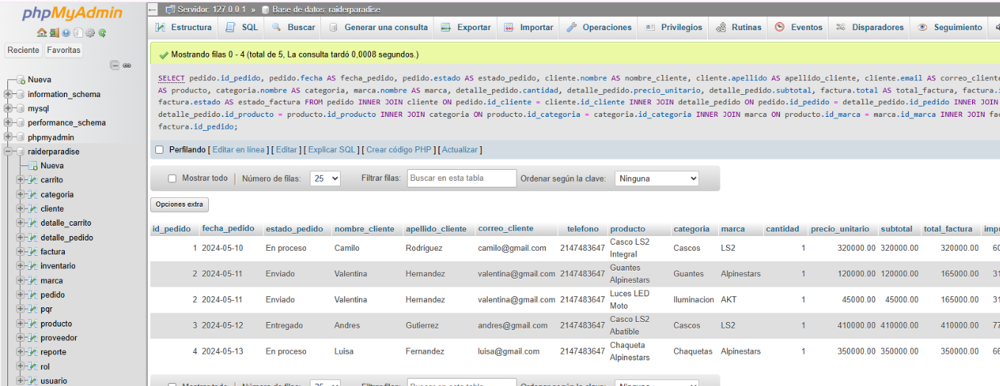 phpMyAdmin
Reciente Favoritas
Nueva
information_schema
mysql
performance_schema
phpmyadmin
raiderparadise
Nueva
carrito
categoria
cliente
detalle_carrito
detalle_pedido
factura
inventario
marca
pedido
pqr
producto
proveedor
reporte
rol
usuario
Servidor: 127.0.0.1 » Base de datos: raiderparadise
Estructura SQL Buscar Generar una consulta Exportar Importar Operaciones Privilegios Rutinas Eventos Disparadores Seguimiento
Mostrando filas 0 - 4 (total de 5, La consulta tardó 0,0008 segundos.)
SELECT pedido.id_pedido, pedido.fecha AS fecha_pedido, pedido.estado AS estado_pedido, cliente.nombre AS nombre_cliente, cliente.apellido AS apellido_cliente, cliente.email AS correo_cliente
AS producto, categoria.nombre AS categoria, marca.nombre AS marca, detalle_pedido.cantidad, detalle_pedido.precio_unitario, detalle_pedido.subtotal, factura.total AS total_factura, factura.
factura.estado AS estado_factura FROM pedido INNER JOIN cliente ON pedido.id_cliente = cliente.id_cliente INNER JOIN detalle_pedido ON pedido.id_pedido = detalle_pedido.id_pedido INNER JOIN
detalle_pedido.id_producto = producto.id_producto INNER JOIN categoria ON producto.id_categoria = categoria.id_categoria INNER JOIN marca ON producto.id_marca = marca.id_marca INNER JOIN fac
factura.id_pedido;
Perfilando [ Editar en línea ] [ Editar ] [ Explicar SQL ] [ Crear código PHP ] [ Actualizar ]
Mostrar todo Número de filas: 25 Filtrar filas: Buscar en esta tabla Ordenar según la clave: Ninguna
Opciones extra
id_pedido fecha_pedido estado_pedido nombre_cliente apellido_cliente correo_cliente telefono producto categoria marca cantidad precio_unitario subtotal total_factura impu
1 2024-05-10 En proceso Camilo Rodriguez camilo@gmail.com 2147483647 Casco LS2 Integral Cascos LS2 1 320000.00 320000.00 320000.00 60
2 2024-05-11 Enviado Valentina Hernandez valentina@gmail.com 2147483647 Guantes Alpinestars Guantes Alpinestars 1 120000.00 120000.00 165000.00 31
2 2024-05-11 Enviado Valentina Hernandez valentina@gmail.com 2147483647 Luces LED Moto Iluminacion AKT 1 45000.00 45000.00 165000.00 31
3 2024-05-12 Entregado Andres Gutierrez andres@gmail.com 2147483647 Casco LS2 Abatible Cascos LS2 1 410000.00 410000.00 410000.00 77
4 2024-05-13 En proceso Luisa Fernandez luisa@gmail.com 2147483647 Chaqueta Alpinestars Chaquetas Alpinestars 1 350000.00 350000.00 350000.00 66
Mostrar todo Número de filas: 25 Filtrar filas: Buscar en esta tabla Ordenar según la clave: Ninguna